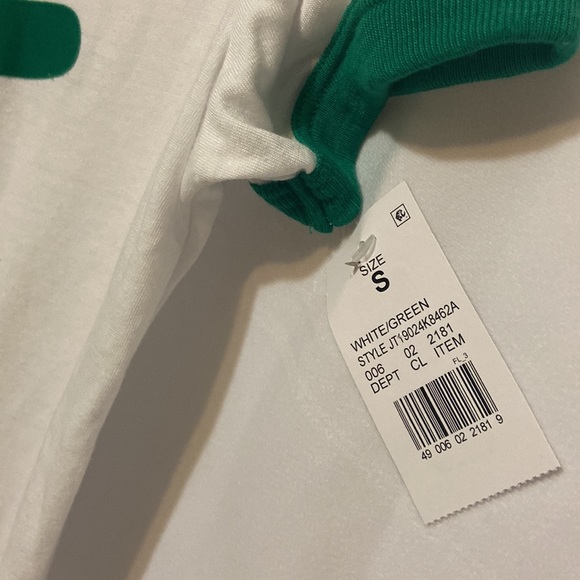 SIZE
S
WHITE/GREEN
STYLE JT19024K8462A
006 02 2181
DEPT CL ITEM
FL_3
49 006 02 2181 9